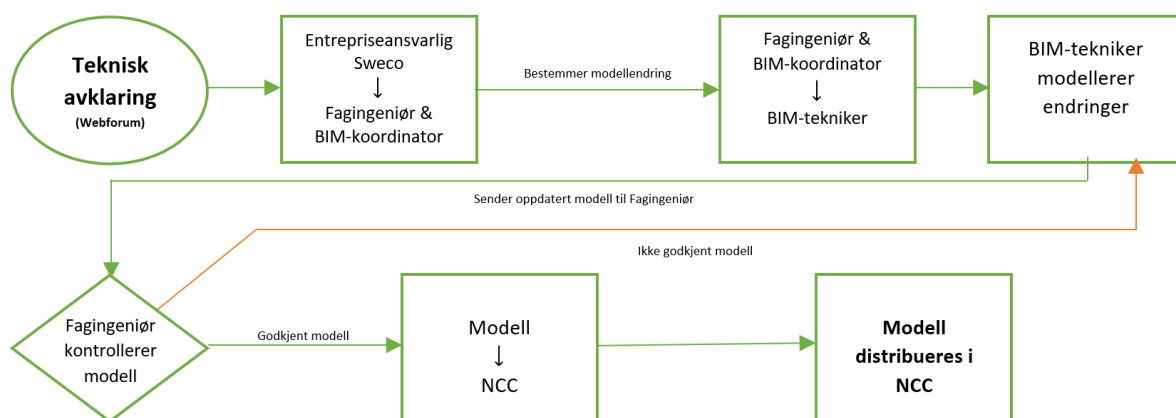 Teknisk
avklaring
(Webforum)
Entrepriseansvarlig
Sweco
↓
Fagingeniør &
BIM-koordinator
Bestemmer modellendring
Fagingeniør &
BIM-koordinator
↓
BIM-tekniker
BIM-tekniker
modellerer
endringer
Sender oppdatert modell til Fagingeniør
Ikke godkjent modell
Fagingeniør
kontrollerer
modell
Godkjent modell
Modell
↓
NCC
Modell
distribueres i
NCC